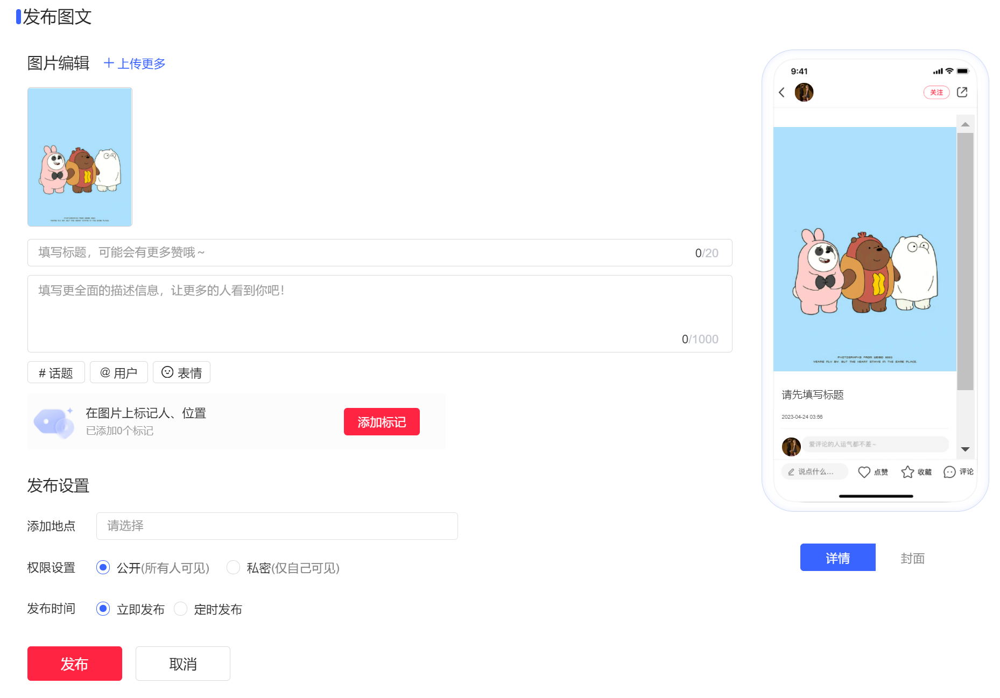 发布图文
图片编辑 + 上传更多
PHOTOGRAPHS FROM WEIBO
YEARS FLY BY. BUT THE HEART STAYS IN THE SAME PLACE.
填写标题，可能会有更多赞哦～ 0/20
填写更全面的描述信息，让更多的人看到你吧！
0/1000
# 话题 @ 用户 表情
在图片上标记人、位置
已添加0个标记
添加标记
发布设置
添加地点 请选择
权限设置 公开(所有人可见) 私密(仅自己可见)
发布时间 立即发布 定时发布
发布 取消
9:41
关注
PHOTOGRAPHS FROM WEIBO
YEARS FLY BY. BUT THE HEART STAYS IN THE SAME PLACE.
请先填写标题
2023-04-24 03:56
爱评论的人运气都不差~
说点什么... 点赞 收藏 评论
详情 封面